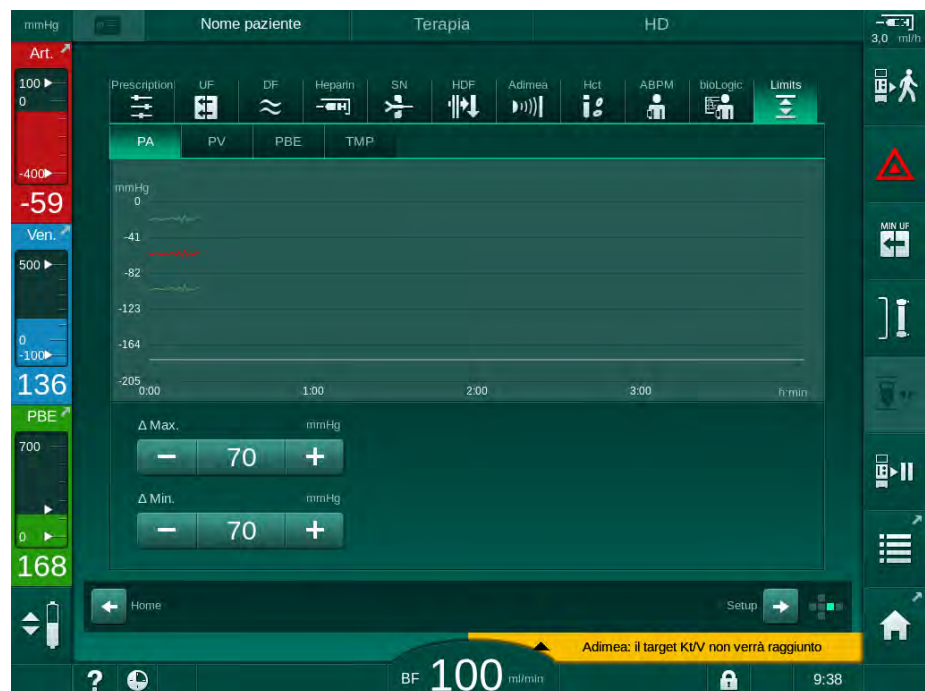 mmHg
Nome paziente
Terapia
HD
3,0 ml/h
Art.
100
0
-400
-59
Ven.
500
0
-100
136
PBE
700
0
168
Prescription
UF
DF
Heparin
SN
HDF
Adimea
Hct
ABPM
bioLogic
Limits
PA
PV
PBE
TMP
mmHg
0
-41
-82
-123
-164
-205
0:00
1:00
2:00
3:00
h:min
Δ Max.
mmHg
70
Δ Min.
mmHg
70
MIN UF
Home
Setup
Adimea: il target Kt/V non verrà raggiunto
?
BF 100 ml/min
9:38